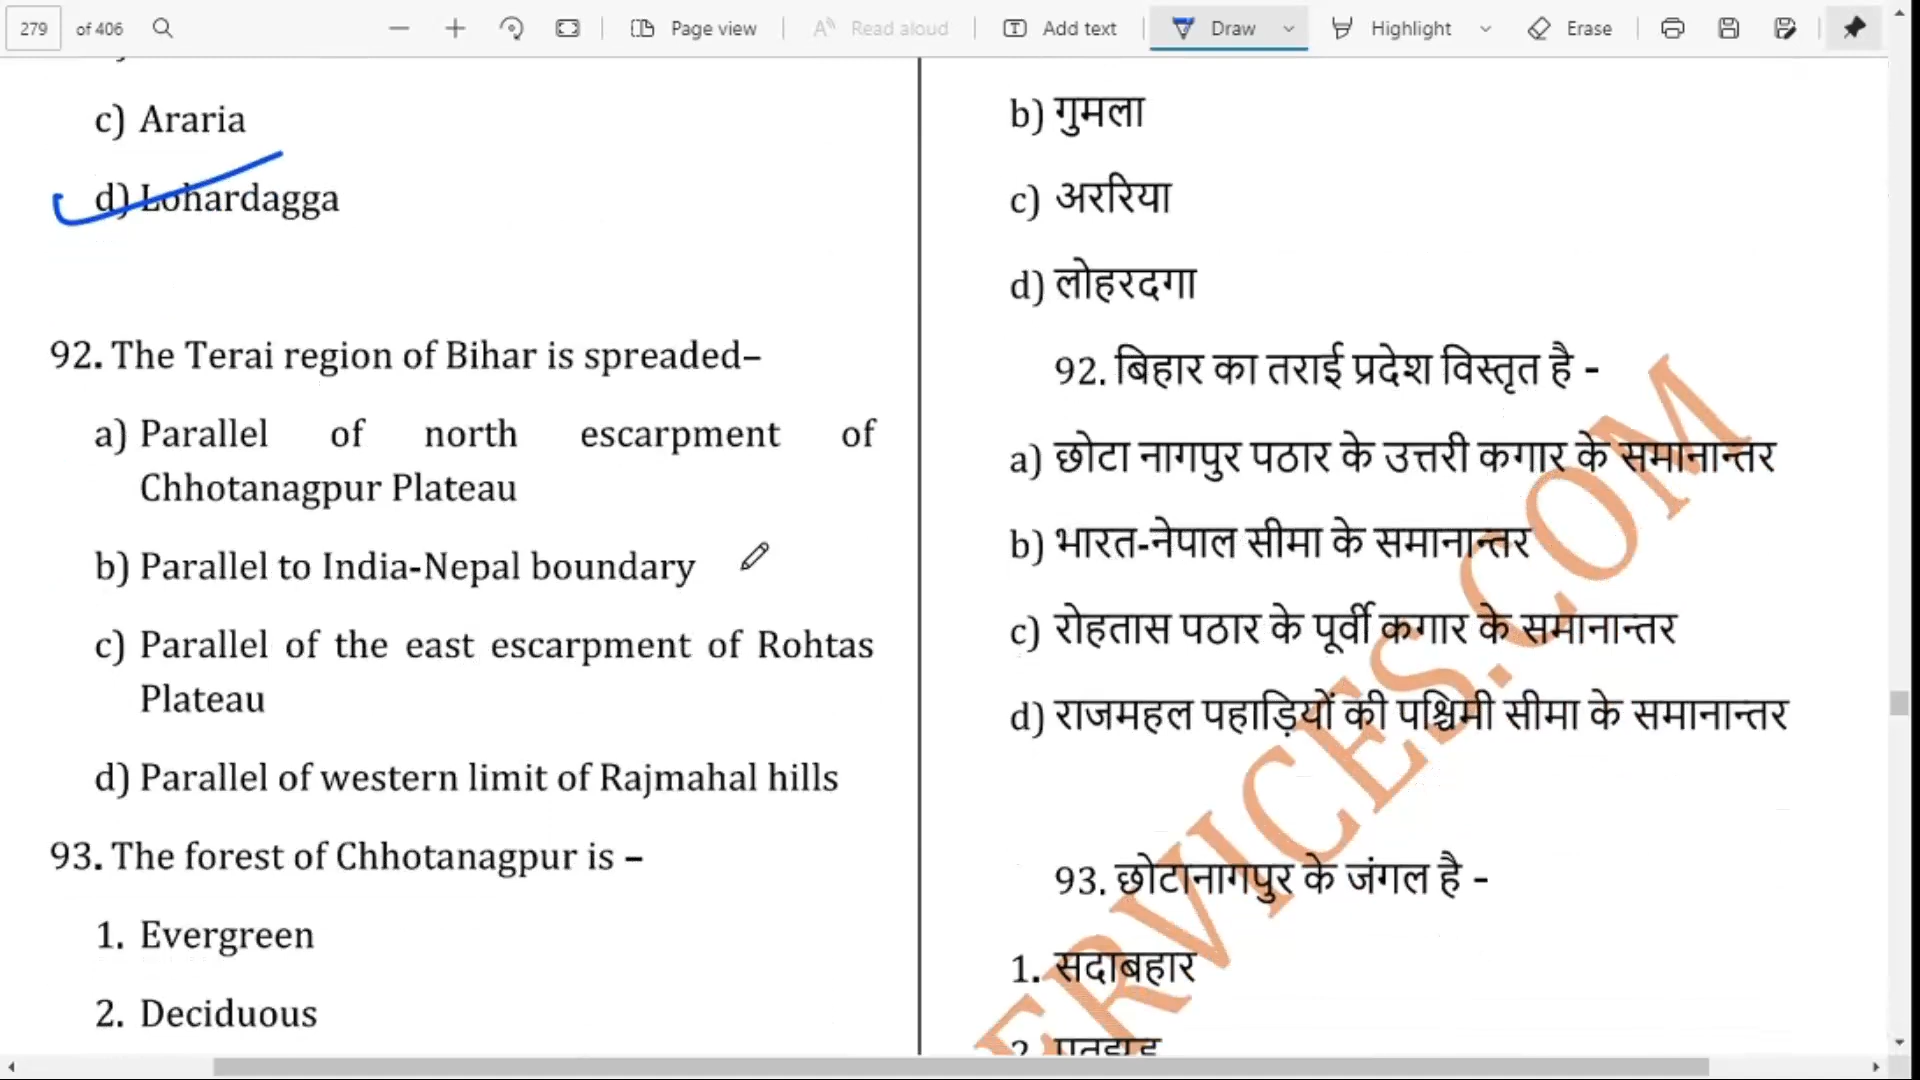 279 of 406 Page view Read aloud Add text Draw Highlight Erase
c) Araria
d) Lohardagga
92. The Terai region of Bihar is spreaded–
a) Parallel of north escarpment of
Chhotanagpur Plateau
b) Parallel to India-Nepal boundary
c) Parallel of the east escarpment of Rohtas
Plateau
d) Parallel of western limit of Rajmahal hills
93. The forest of Chhotanagpur is –
1. Evergreen
2. Deciduous
b) गुमला
c) अररिया
d) लोहरदगा
92. बिहार का तराई प्रदेश विस्तृत है -
a) छोटा नागपुर पठार के उत्तरी कगार के समानान्तर
b) भारत-नेपाल सीमा के समानान्तर
c) रोहतास पठार के पूर्वी कगार के समानान्तर
d) राजमहल पहाड़ियों की पश्चिमी सीमा के समानान्तर
93. छोटानागपुर के जंगल है -
1. सदाबहार
ERVICES.COM